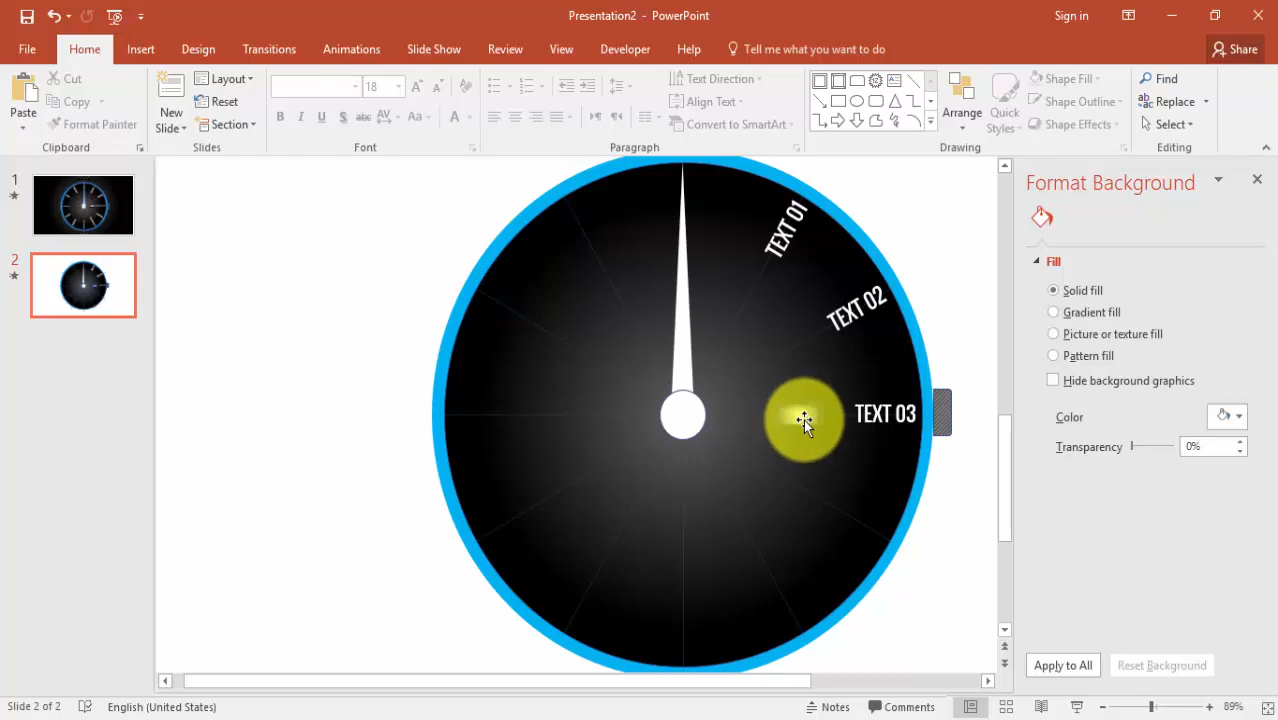 Presentation2 - PowerPoint
Sign in
File Home Insert Design Transitions Animations Slide Show Review View Developer Help Tell me what you want to do Share
Paste
Cut
Copy
Format Painter
Clipboard
New Slide
Layout
Reset
Section
Slides
18
B I U S abc AV Aa A
Font
Text Direction
Align Text
Convert to SmartArt
Paragraph
Arrange
Quick Styles
Shape Fill
Shape Outline
Shape Effects
Drawing
Find
Replace
Select
Editing
1
2
TEXT 01
TEXT 02
TEXT 03
Format Background
Fill
Solid fill
Gradient fill
Picture or texture fill
Pattern fill
Hide background graphics
Color
Transparency 0%
Apply to All Reset Background
Slide 2 of 2 English (United States) Notes Comments 89%